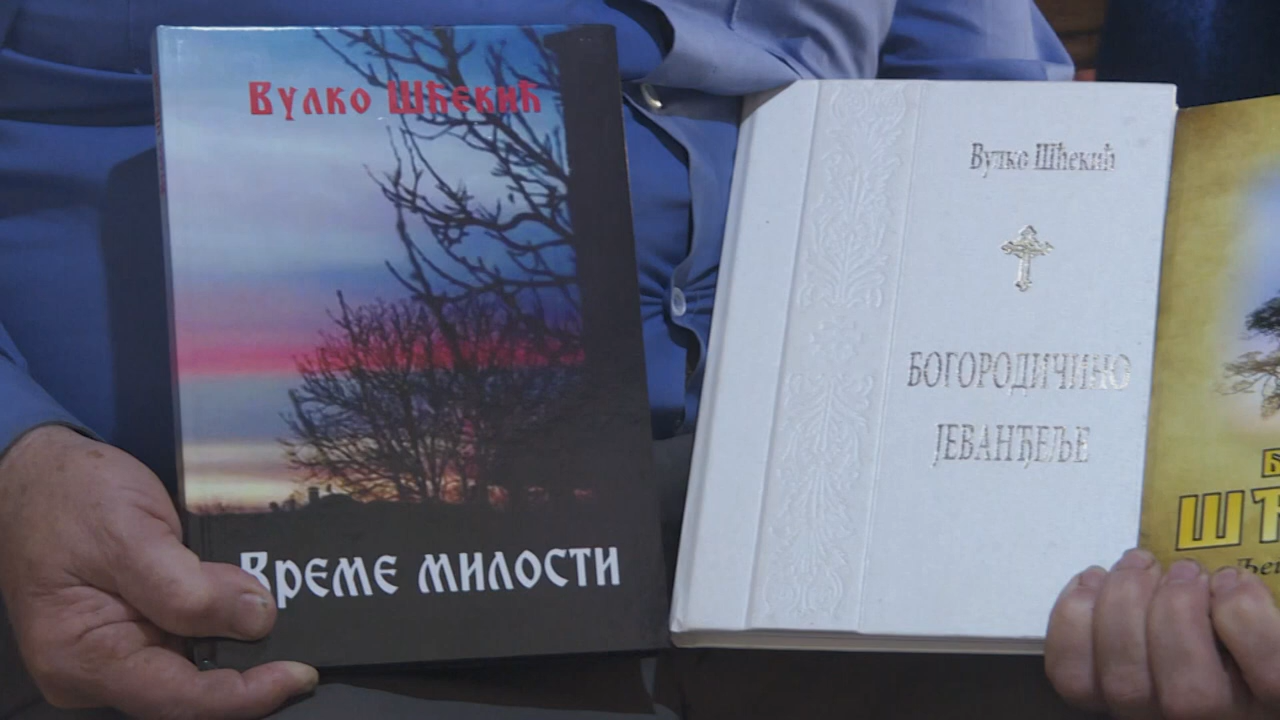 Вулко Шћекић
Време милости
Вулко Шћекић
БОГОРОДИЧИНО
ЈЕВАНЂЕЉЕ